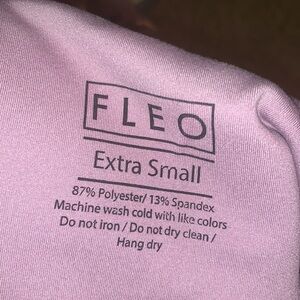 FLEO
Extra Small
87% Polyester/ 13% Spandex
Machine wash cold with like colors
Do not iron / Do not dry clean /
Hang dry